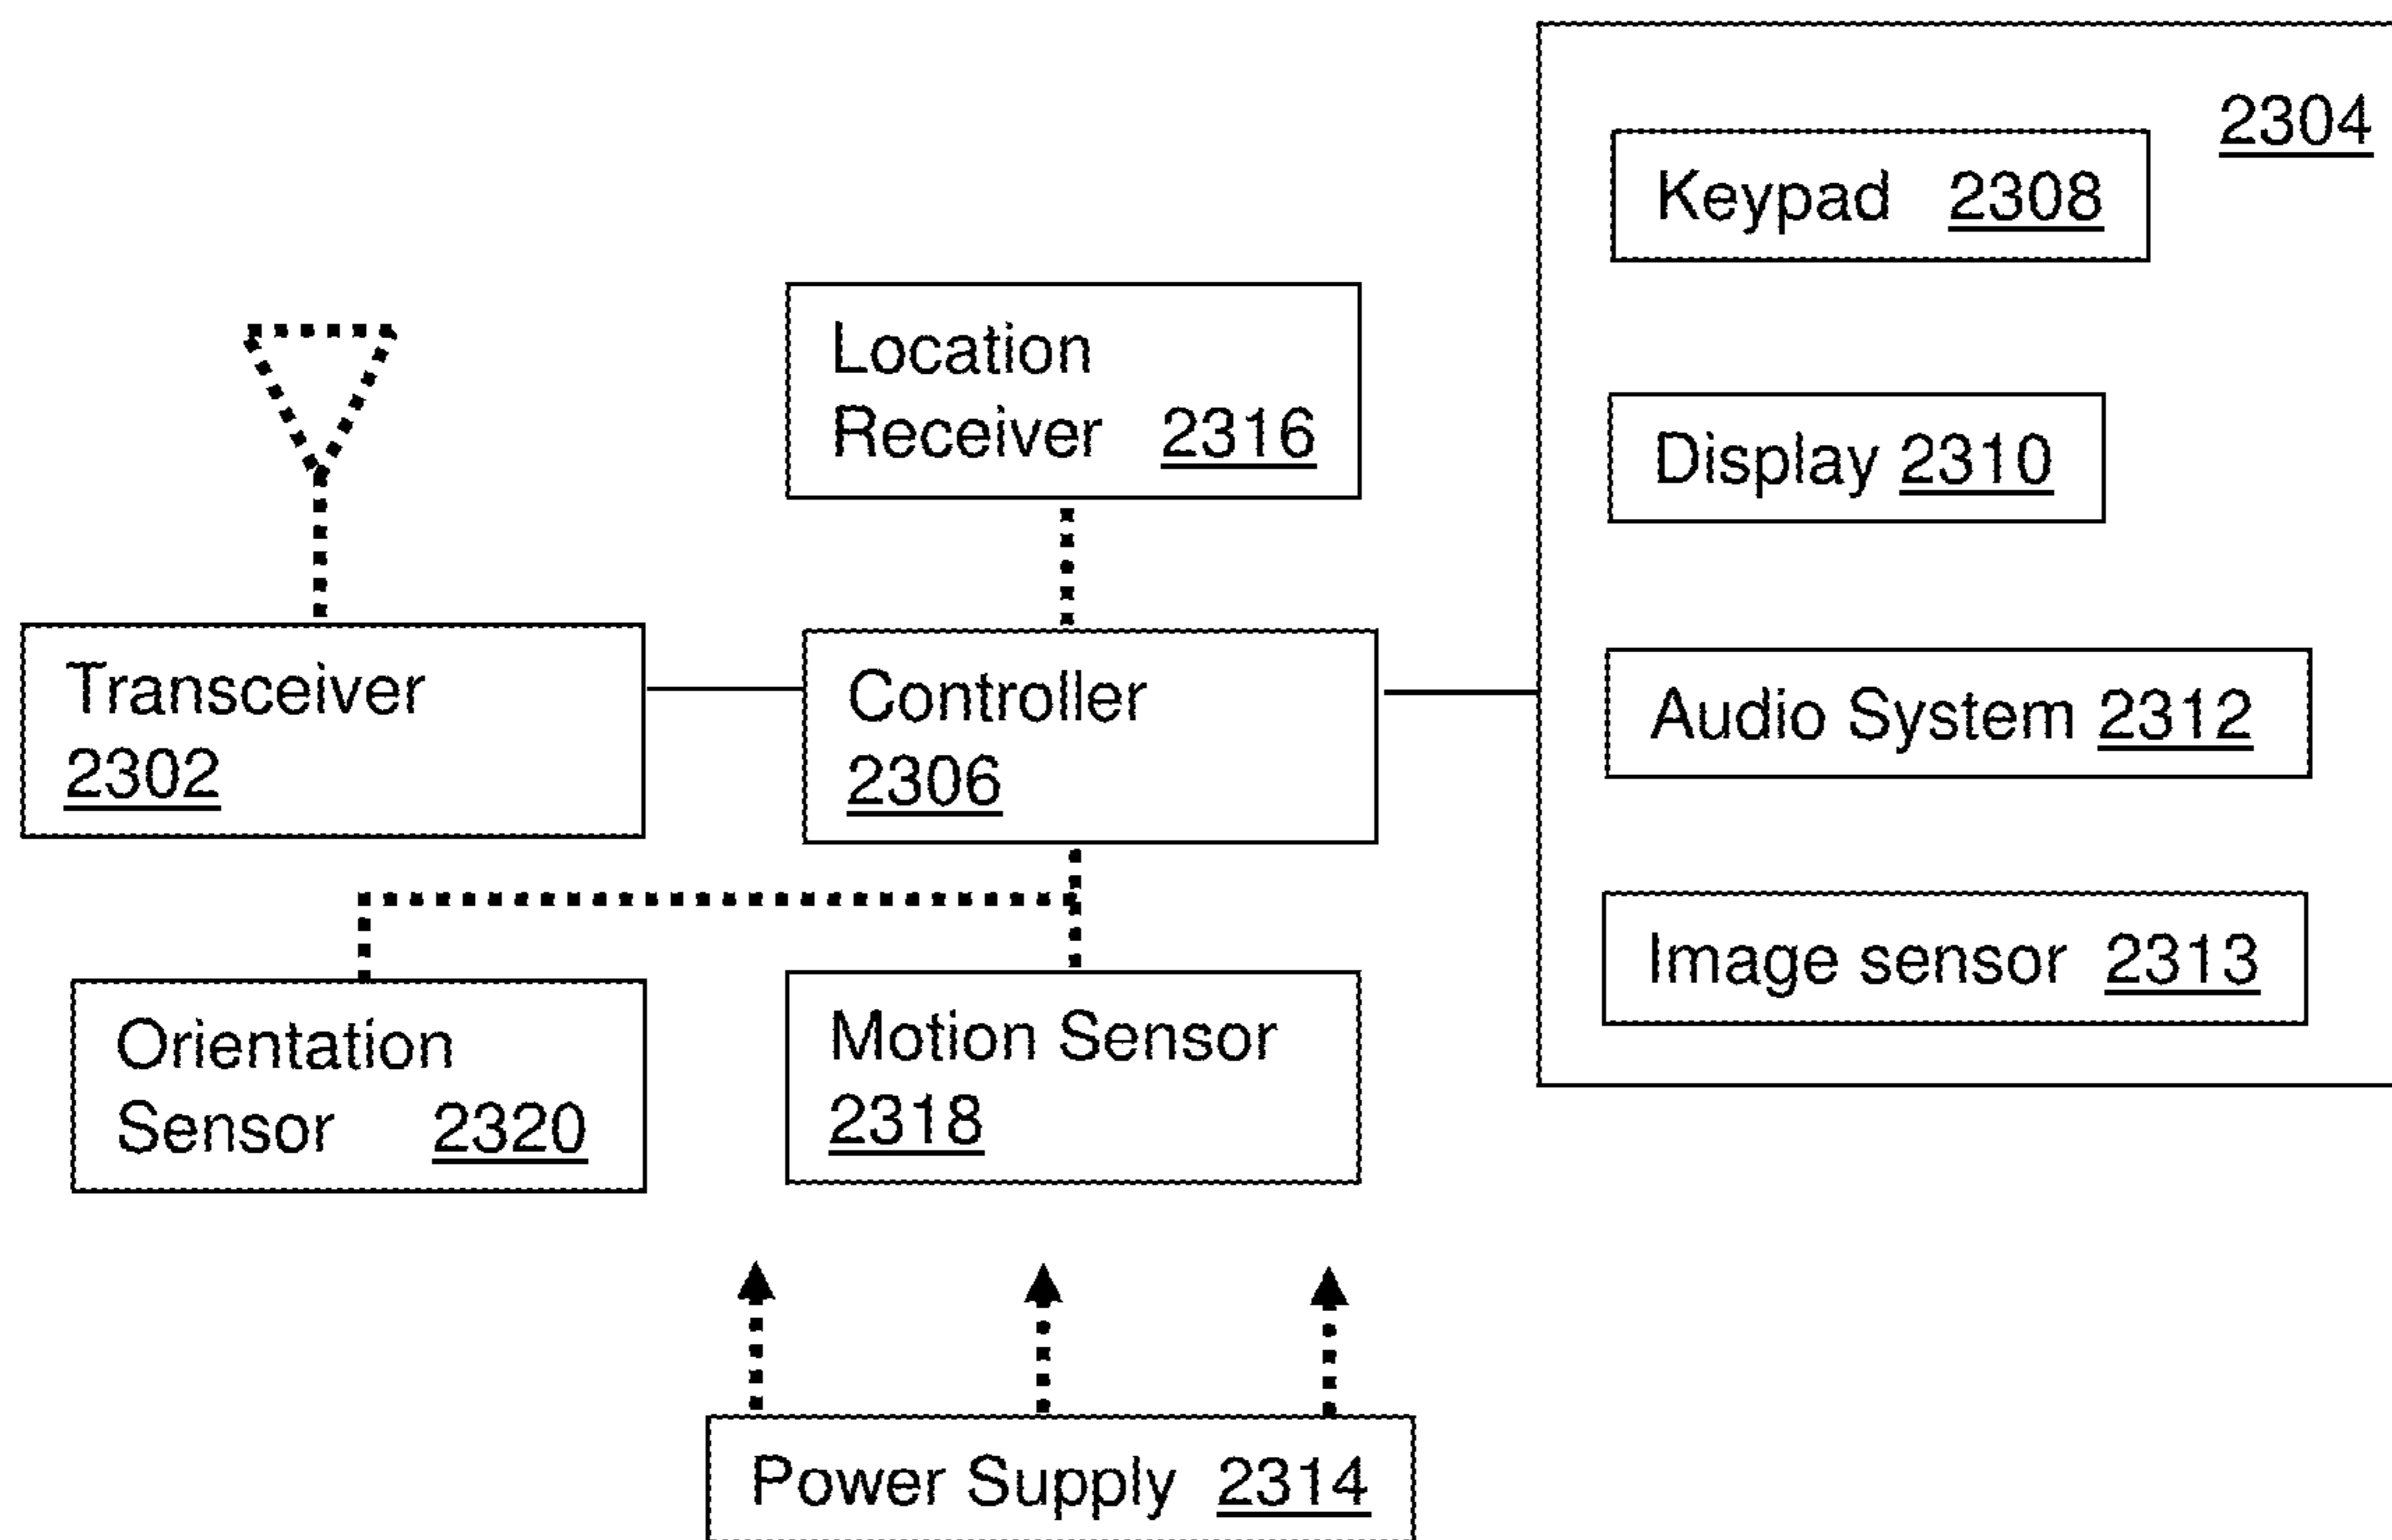 2304
Keypad 2308
Location
Receiver 2316
Display 2310
Transceiver
2302
Controller
2306
Audio System 2312
Image sensor 2313
Orientation
Sensor 2320
Motion Sensor
2318
Power Supply 2314